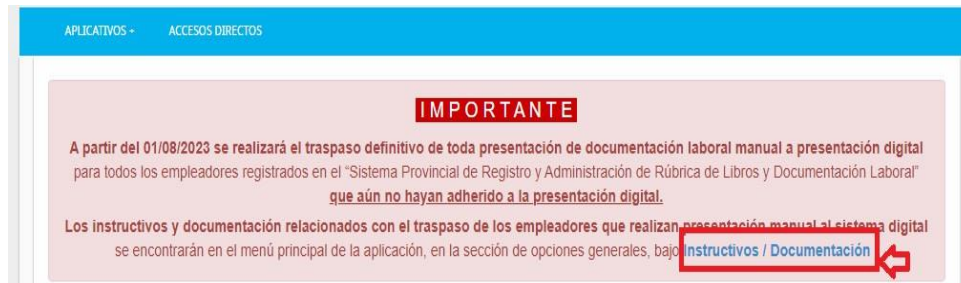 APLICATIVOS + ACCESOS DIRECTOS
IMPORTANTE
A partir del 01/08/2023 se realizará el traspaso definitivo de toda presentación de documentación laboral manual a presentación digital
para todos los empleadores registrados en el "Sistema Provincial de Registro y Administración de Rúbrica de Libros y Documentación Laboral"
que aún no hayan adherido a la presentación digital.
Los instructivos y documentación relacionados con el traspaso de los empleadores que realizan presentación manual al sistema digital
se encontrarán en el menú principal de la aplicación, en la sección de opciones generales, bajo Instructivos / Documentación